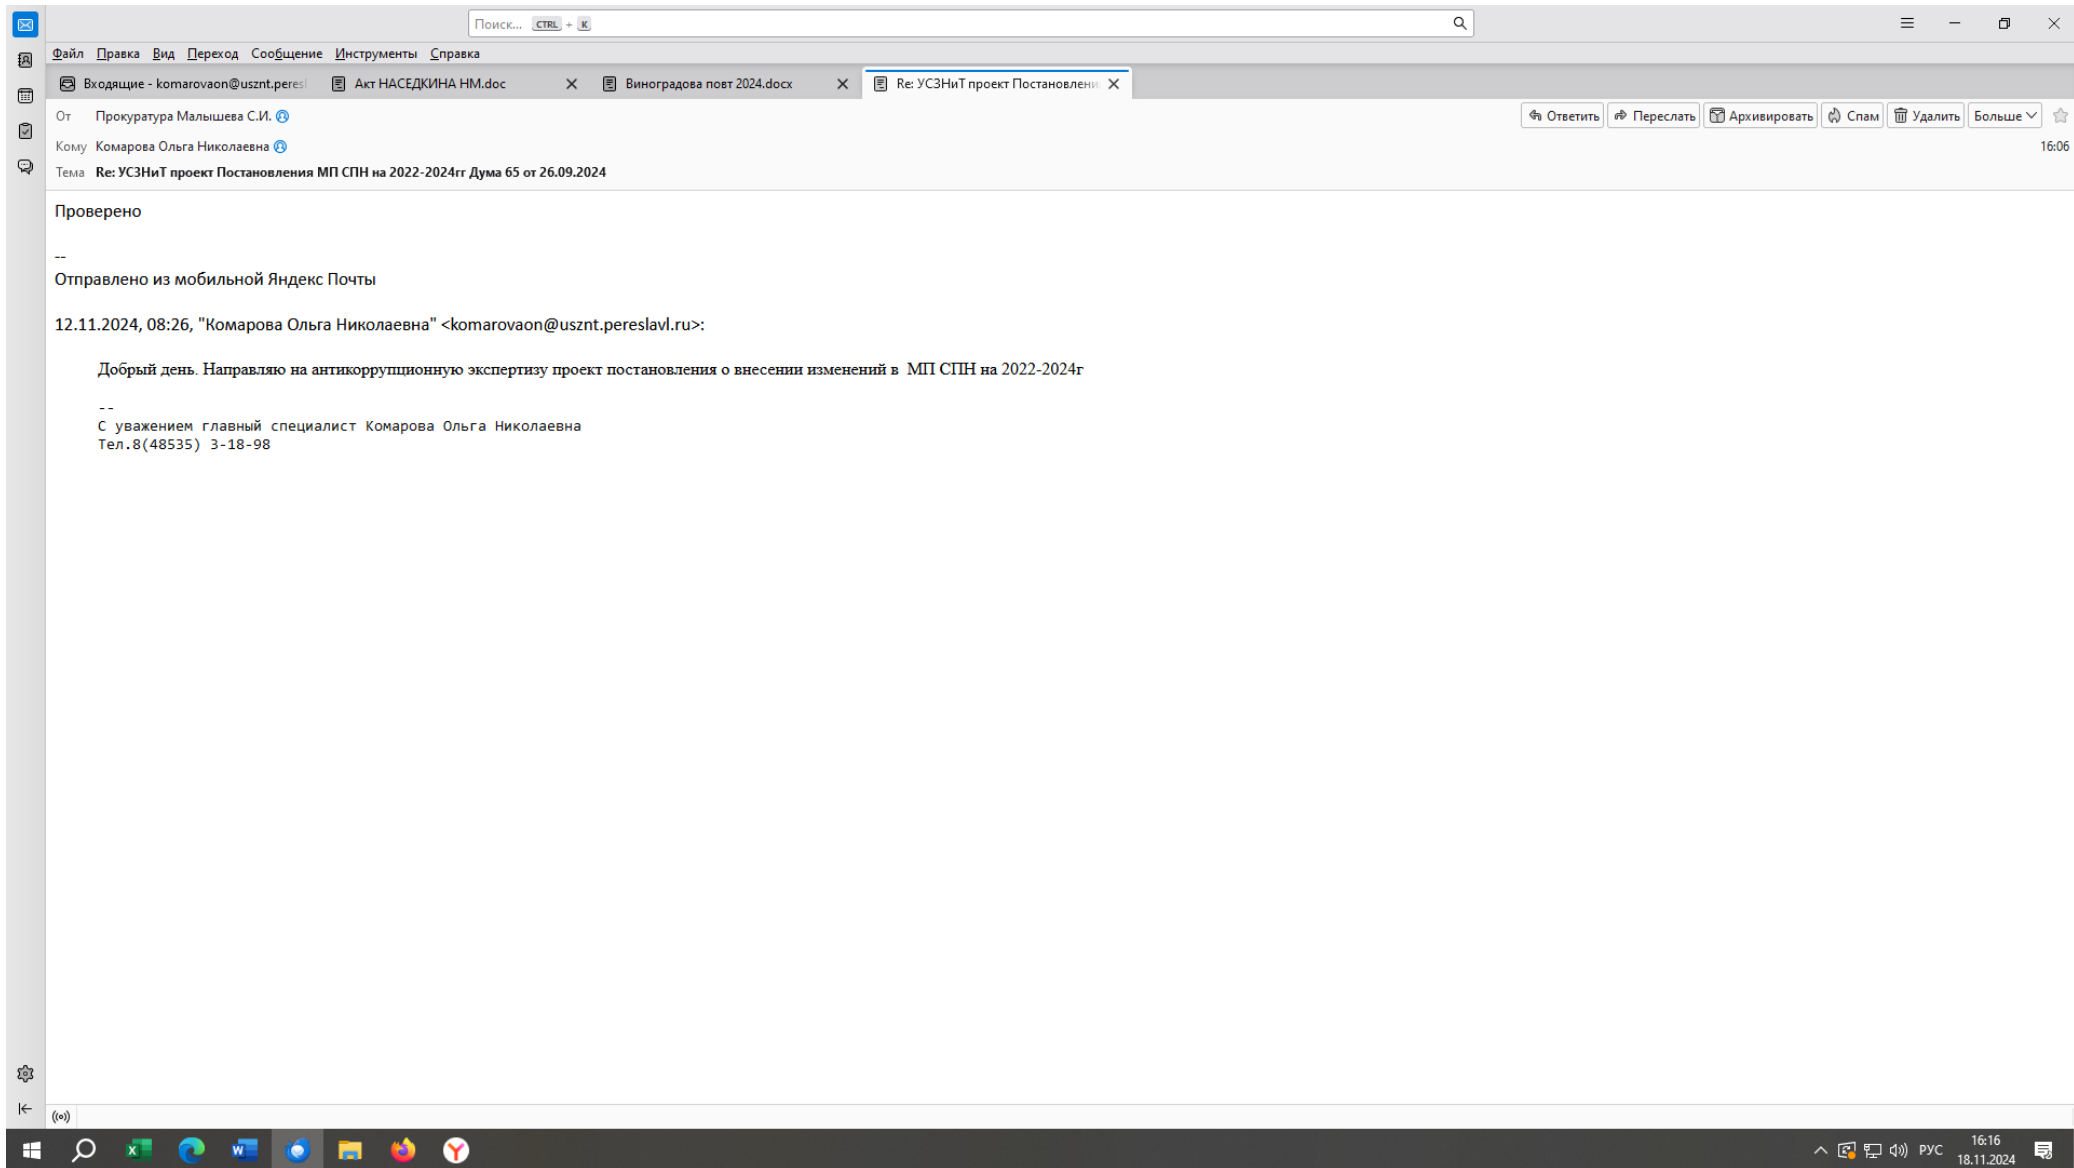 Поиск... CTRL + K
Файл Правка Вид Переход Сообщение Инструменты Справка
Входящие - komarovaon@usznt.peresl
Акт НАСЕДКИНА НМ.doc
Виноградова повт 2024.docx
Re: УСЗНиТ проект Постановлени
От Прокуратура Малышева С.И.
Ответить Переслать Архивировать Спам Удалить Больше
Кому Комарова Ольга Николаевна
16:06
Тема Re: УСЗНиТ проект Постановления МП СПН на 2022-2024гг Дума 65 от 26.09.2024
Проверено
--
Отправлено из мобильной Яндекс Почты
12.11.2024, 08:26, "Комарова Ольга Николаевна" <komarovaon@usznt.pereslavl.ru>:
Добрый день. Направляю на антикоррупционную экспертизу проект постановления о внесении изменений в  МП СПН на 2022-2024г
--
С уважением главный специалист Комарова Ольга Николаевна
Тел.8(48535) 3-18-98
РУС
16:16
18.11.2024